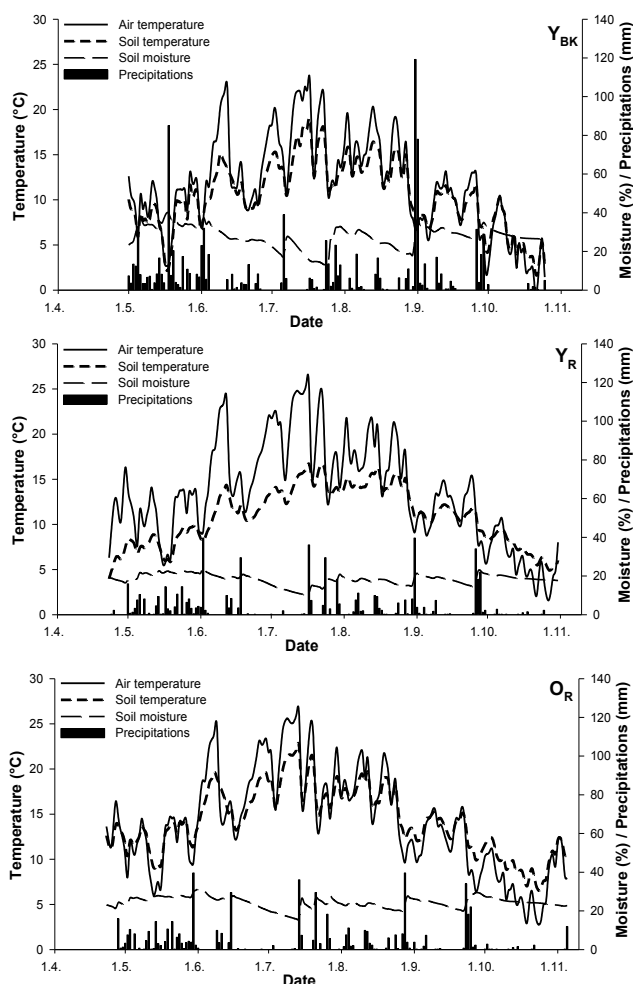 Air temperature
Soil temperature
Soil moisture
Precipitations
Y_BK
30
25
20
15
10
5
0
Temperature (°C)
140
120
100
80
60
40
20
0
Moisture (%) / Precipitations (mm)
1.4. 1.5. 1.6. 1.7. 1.8. 1.9. 1.10. 1.11.
Date
Air temperature
Soil temperature
Soil moisture
Precipitations
Y_R
30
25
20
15
10
5
0
Temperature (°C)
140
120
100
80
60
40
20
0
Moisture (%) / Precipitations (mm)
1.4. 1.5. 1.6. 1.7. 1.8. 1.9. 1.10. 1.11.
Date
Air temperature
Soil temperature
Soil moisture
Precipitations
O_R
30
25
20
15
10
5
0
Temperature (°C)
140
120
100
80
60
40
20
0
Moisture (%) / Precipitations (mm)
1.4. 1.5. 1.6. 1.7. 1.8. 1.9. 1.10. 1.11.
Date